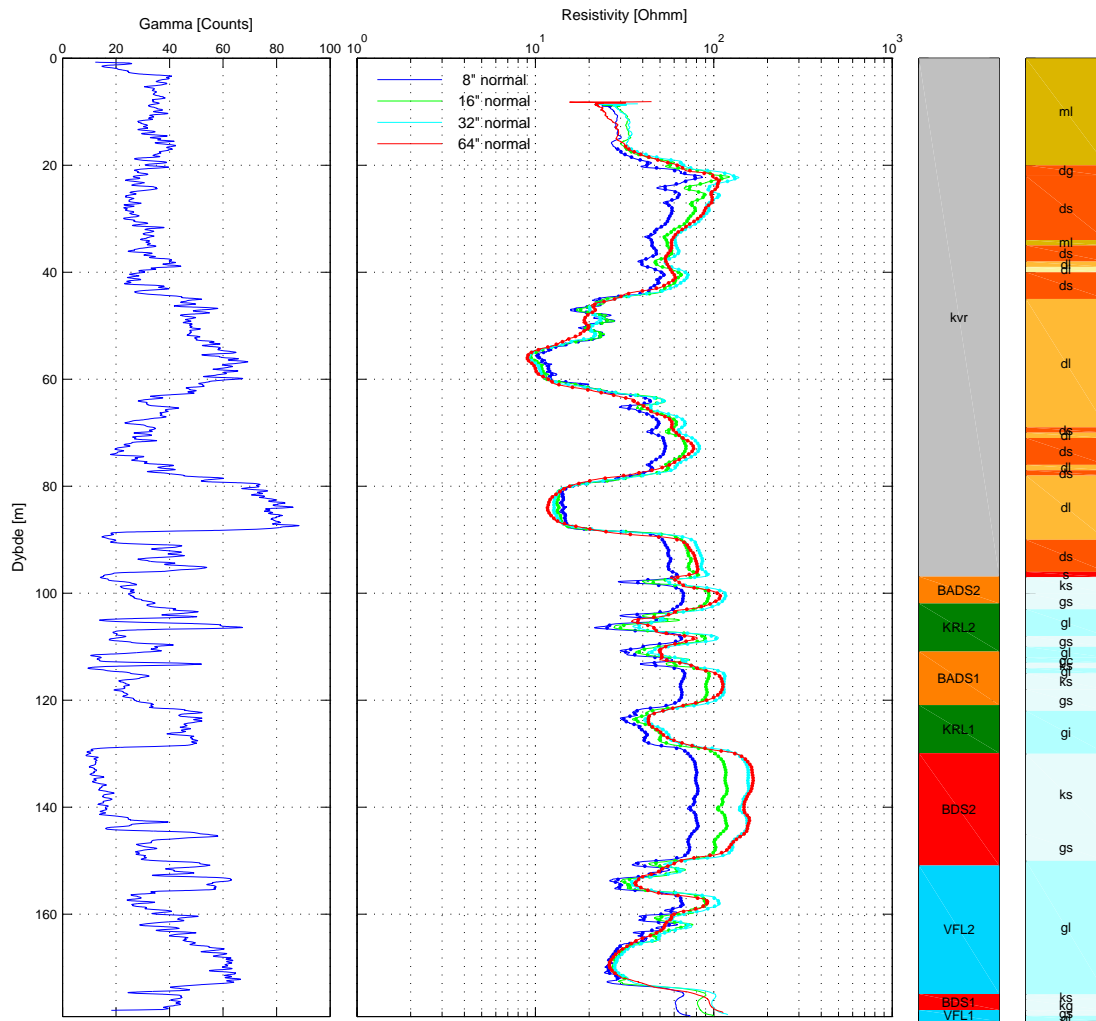 Gamma [Counts]
0 20 40 60 80 100
Resistivity [Ohmm]
10^0 10^1 10^2 10^3
8" normal
16" normal
32" normal
64" normal
Dybde [m]
0
20
40
60
80
100
120
140
160
kvr
BADS2
KRL2
BADS1
KRL1
BDS2
VFL2
BDS1
VFL1
ml
dg
ds
ml
ds
dl
dl
ds
dl
ds
dl
ds
dl
ds
dl
ds
s
ks
gs
gl
gs
gl
ks
ks
gs
gi
ks
gs
gl
ks